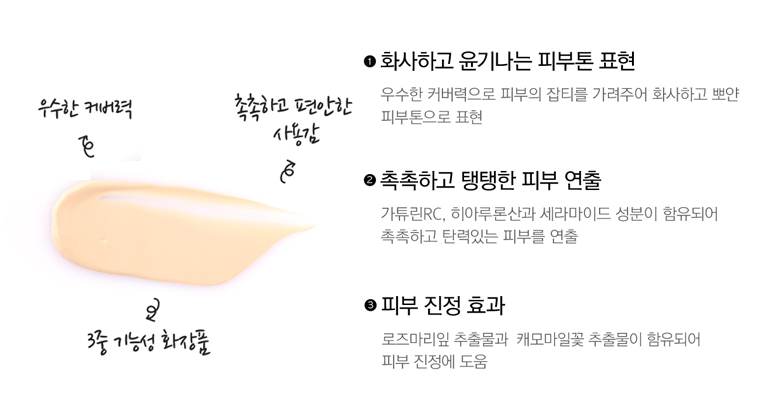 우수한 커버력
촉촉하고 편안한
사용감
3중 기능성 화장품
❶ 화사하고 윤기나는 피부톤 표현
우수한 커버력으로 피부의 잡티를 가려주어 화사하고 뽀얀
피부톤으로 표현
❷ 촉촉하고 탱탱한 피부 연출
가듀린RC, 히아루론산과 세라마이드 성분이 함유되어
촉촉하고 탄력있는 피부를 연출
❸ 피부 진정 효과
로즈마리잎 추출물과 캐모마일꽃 추출물이 함유되어
피부 진정에 도움